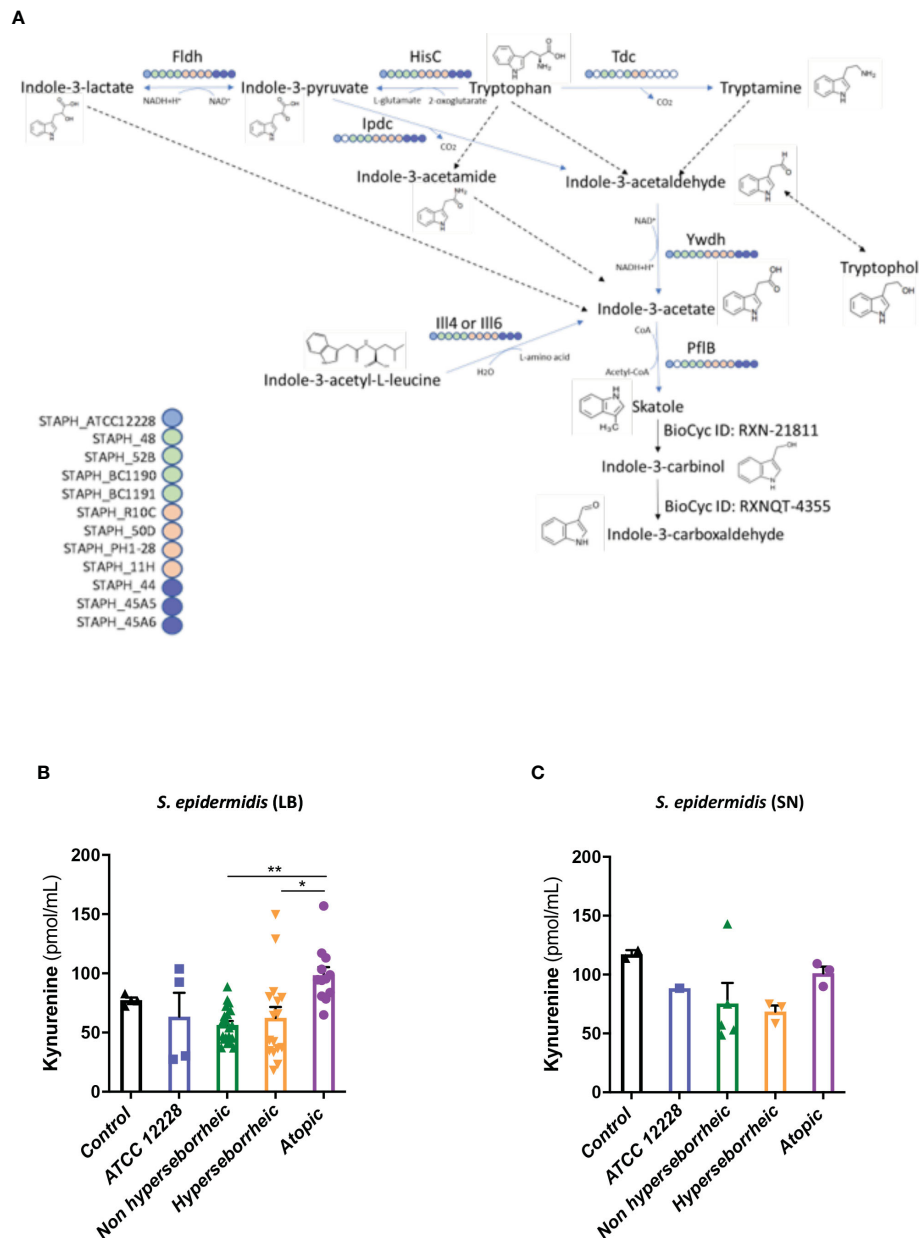 A
Fldh
HisC
Tdc
Indole-3-lactate
Indole-3-pyruvate
Tryptophan
Tryptamine
NADH+H⁺
NAD⁺
L-glutamate
2-oxoglutarate
CO₂
Ipdc
CO₂
Indole-3-acetamide
Indole-3-acetaldehyde
NAD⁺
Ywdh
NADH+H⁺
Tryptophol
Indole-3-acetate
Ill4 or Ill6
CoA
L-amino acid
PflB
H2O
Acetyl-CoA
Indole-3-acetyl-L-leucine
Skatole
BioCyc ID: RXN-21811
Indole-3-carbinol
BioCyc ID: RXNQT-4355
Indole-3-carboxaldehyde
STAPH_ATCC12228
STAPH_48
STAPH_52B
STAPH_BC1190
STAPH_BC1191
STAPH_R10C
STAPH_50D
STAPH_PH1-28
STAPH_11H
STAPH_44
STAPH_45A5
STAPH_45A6
B
S. epidermidis (LB)
Kynurenine (pmol/mL)
200
150
100
50
0
**
*
Control
ATCC 12228
Non hyperseborrheic
Hyperseborrheic
Atopic
C
S. epidermidis (SN)
Kynurenine (pmol/mL)
200
150
100
50
0
Control
ATCC 1228
Non hyperseborrheic
Hyperseborrheic
Atopic